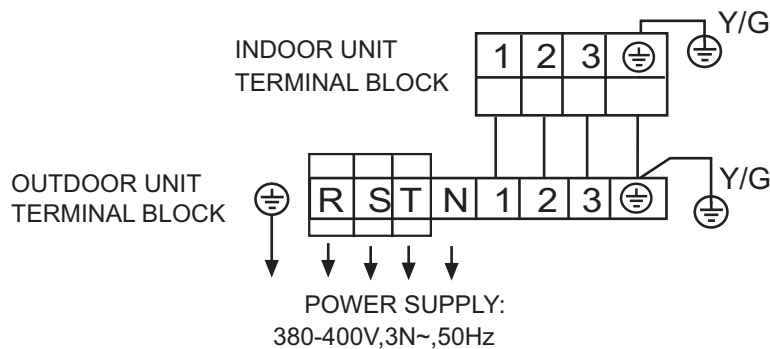 INDOOR UNIT
TERMINAL BLOCK
1 2 3
Y/G
OUTDOOR UNIT
TERMINAL BLOCK
R S T N 1 2 3
Y/G
POWER SUPPLY:
380-400V,3N~,50Hz